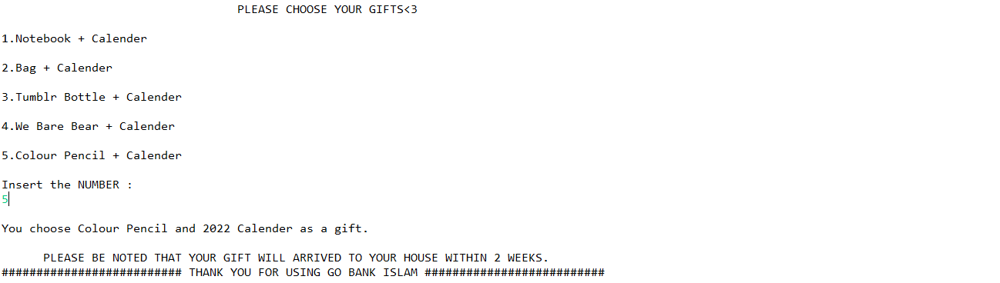 PLEASE CHOOSE YOUR GIFTS<3
1.Notebook + Calender
2.Bag + Calender
3.Tumblr Bottle + Calender
4.We Bare Bear + Calender
5.Colour Pencil + Calender
Insert the NUMBER :
5
You choose Colour Pencil and 2022 Calender as a gift.
PLEASE BE NOTED THAT YOUR GIFT WILL ARRIVED TO YOUR HOUSE WITHIN 2 WEEKS.
########################## THANK YOU FOR USING GO BANK ISLAM ##########################